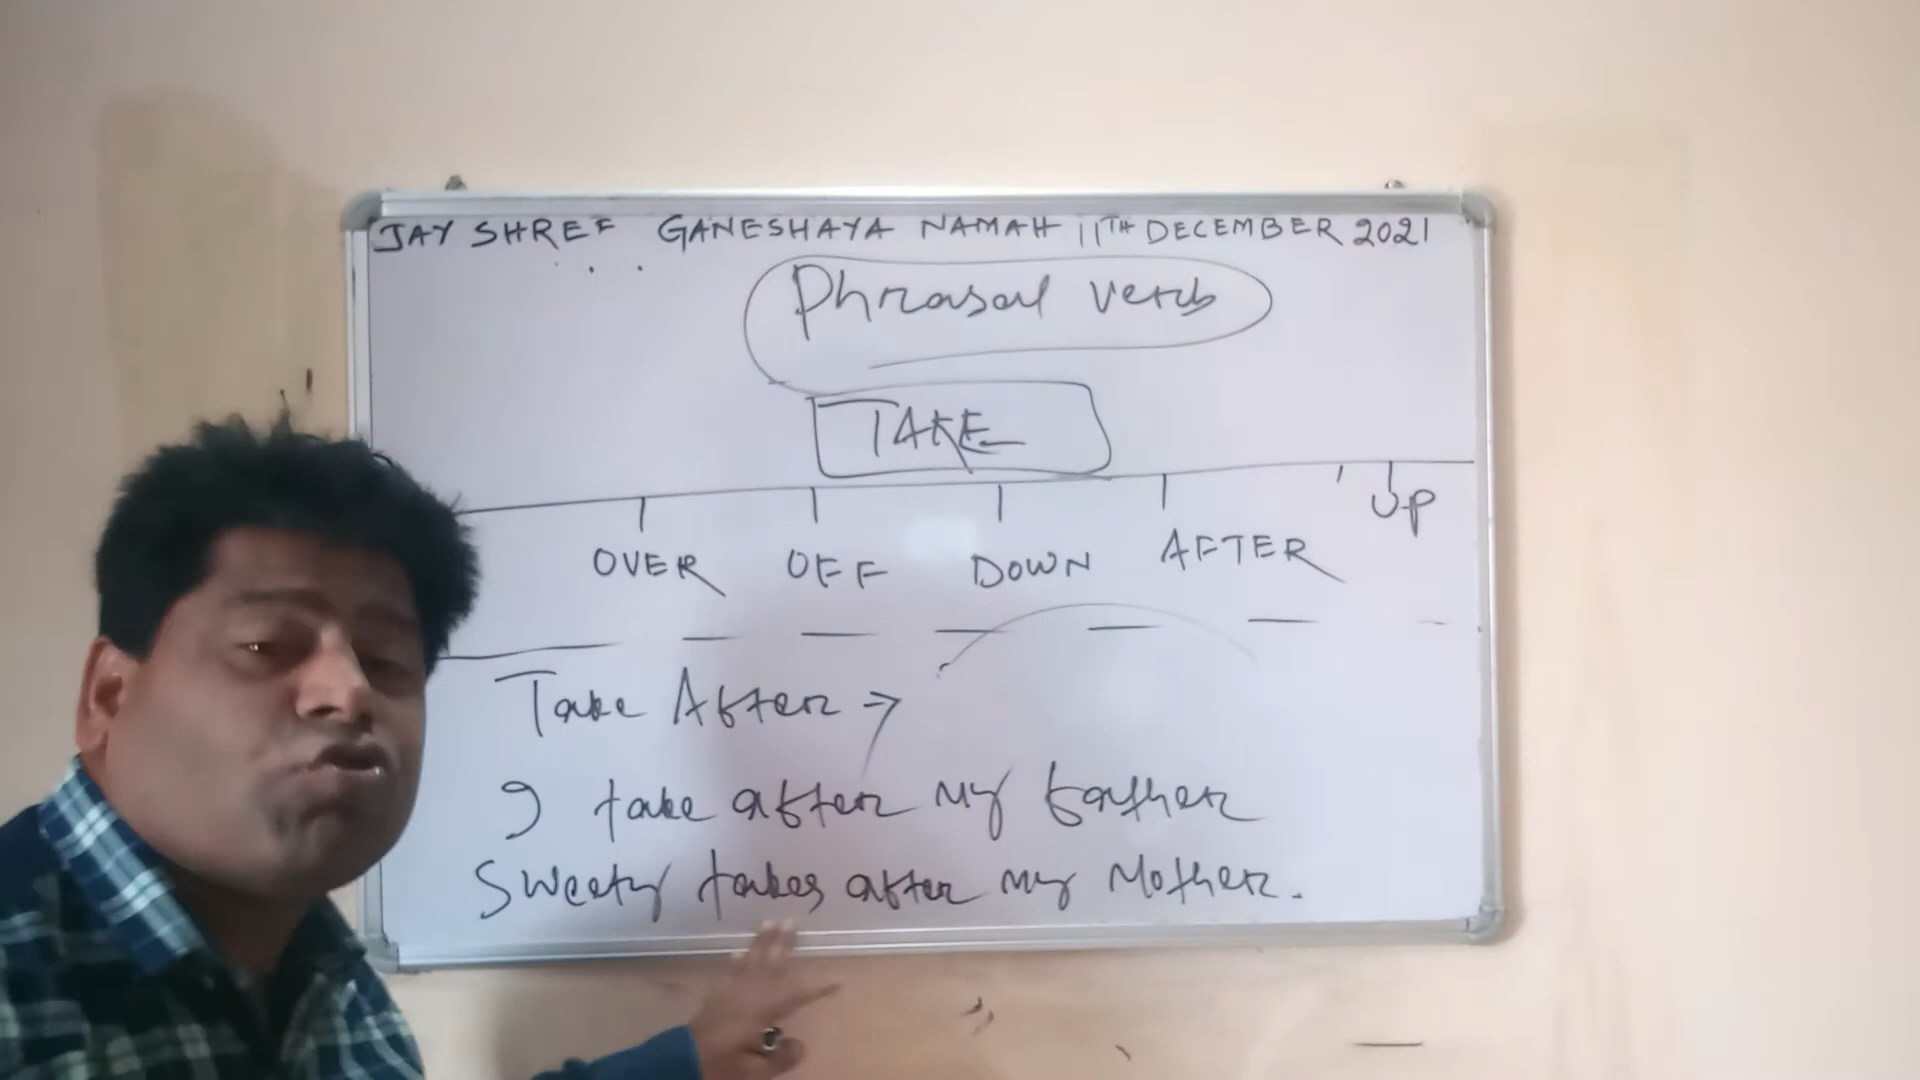 JAY SHREE GANESHAYA NAMAH 11TH DECEMBER 2021
Phrasal verb
TAKE
OVER OFF DOWN AFTER UP
Take After →
I take after my father
Sweety takes after my Mother.